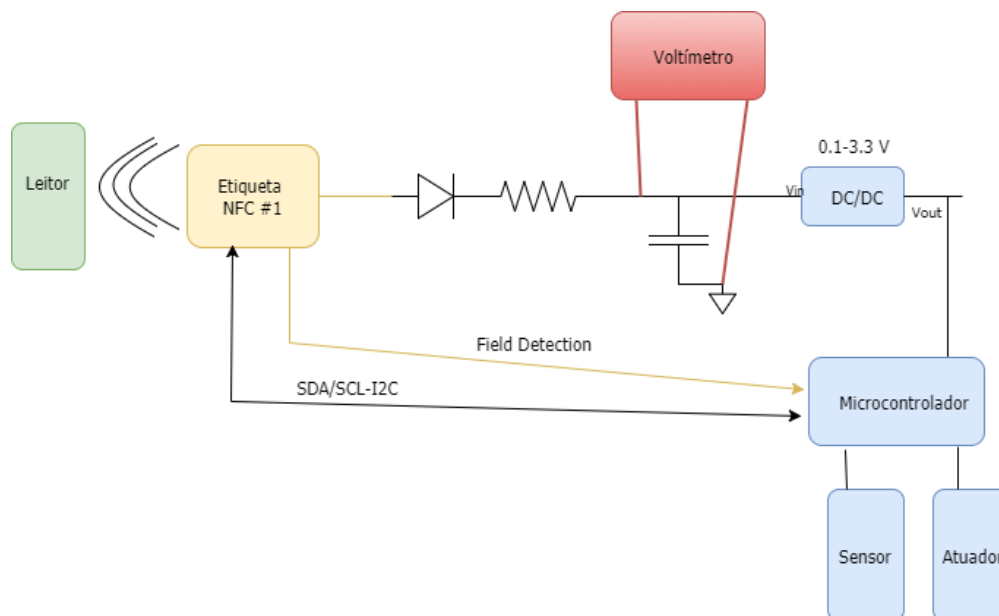 Voltímetro
0.1-3.3 V
Leitor
Etiqueta
NFC #1
Vin
DC/DC
Vout
Field Detection
SDA/SCL-I2C
Microcontrolador
Sensor
Atuador